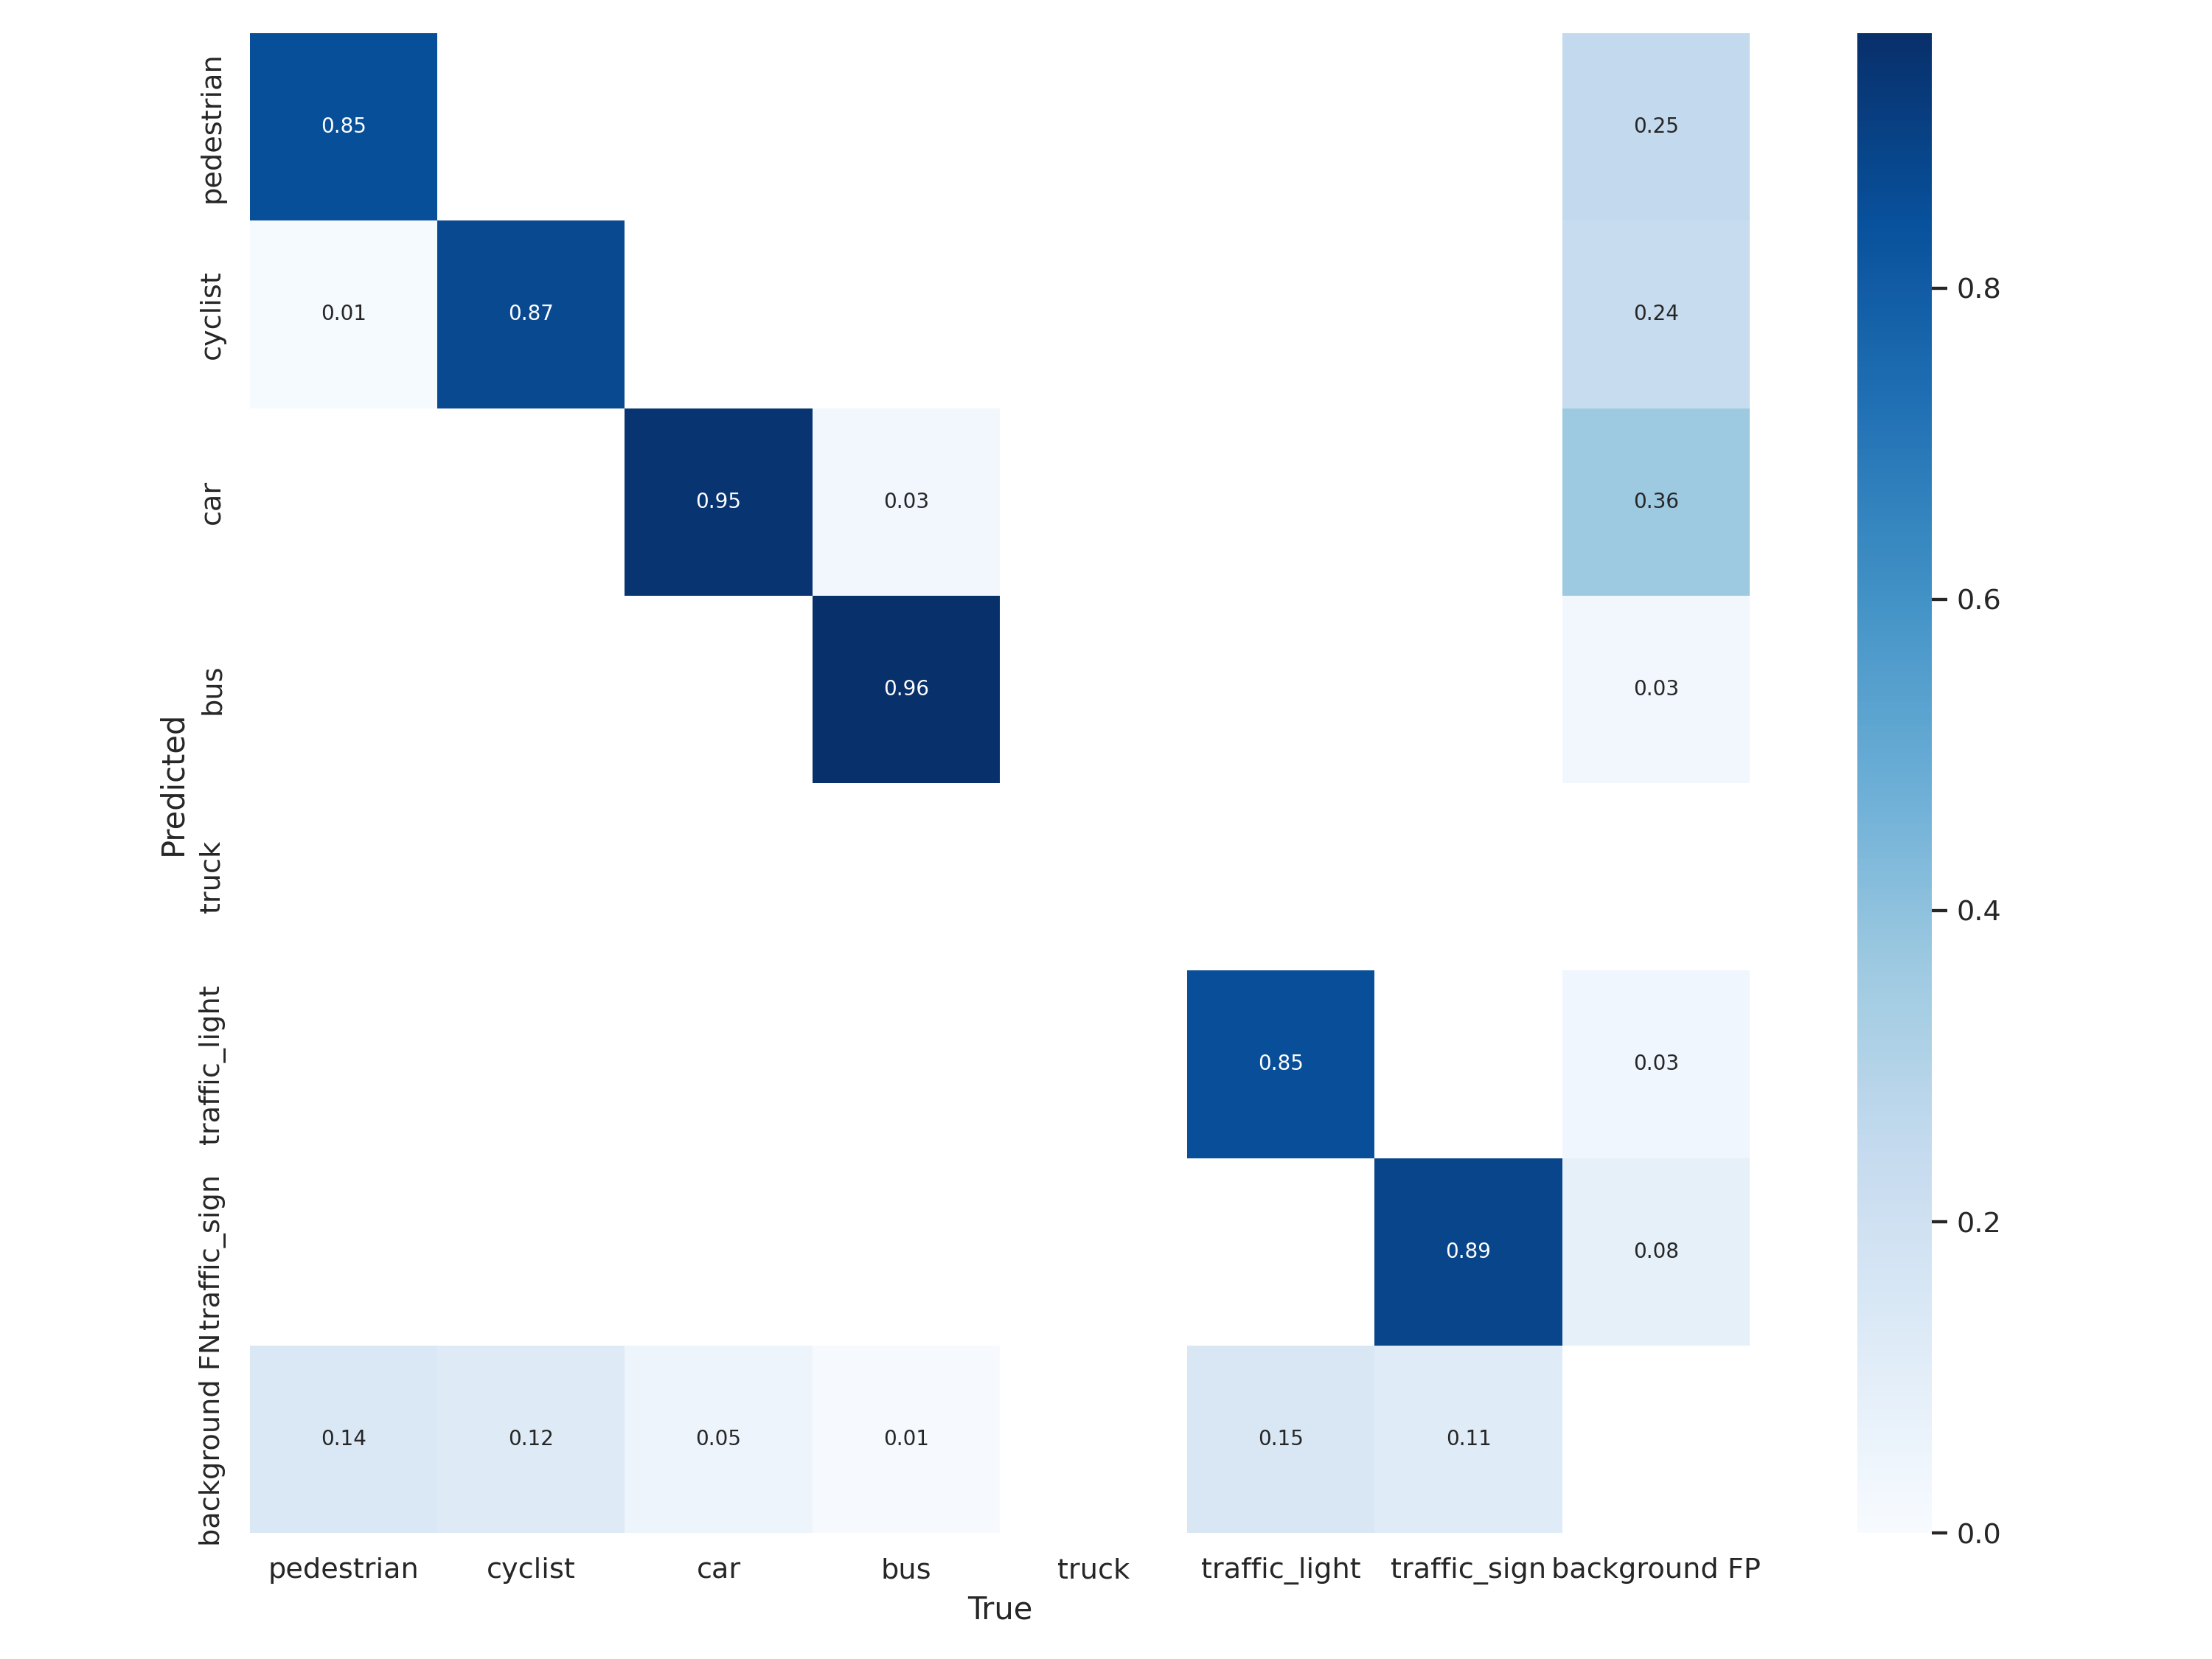 pedestrian
0.85
0.25
cyclist
0.01
0.87
0.24
0.8
car
0.95
0.03
0.36
0.6
bus
0.96
0.03
Predicted
truck
0.4
traffic_light
0.85
0.03
traffic_sign
0.89
0.08
0.2
background FN
0.14
0.12
0.05
0.01
0.15
0.11
0.0
pedestrian
cyclist
car
bus
truck
traffic_light
traffic_sign
background FP
True